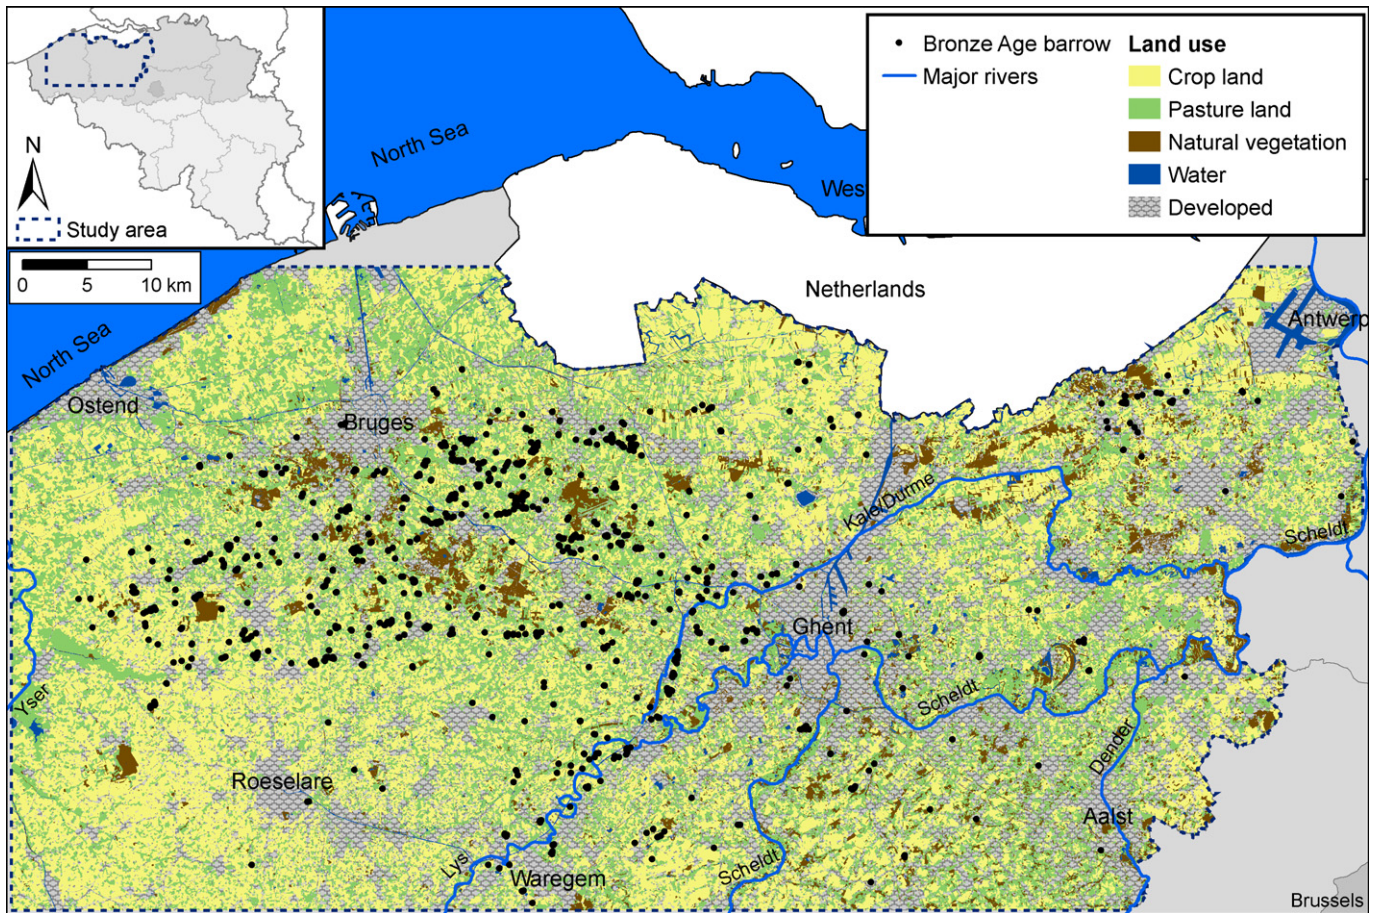 N
Study area
0 5 10 km
Bronze Age barrow
Major rivers
Land use
Crop land
Pasture land
Natural vegetation
Water
Developed
North Sea
Wes
Netherlands
North Sea
Antwerp
Ostend
Bruges
Kale/Durme
Scheldt
Ghent
Yser
Scheldt
Dender
Roeselare
Aalst
Lys
Waregem
Scheldt
Brussels